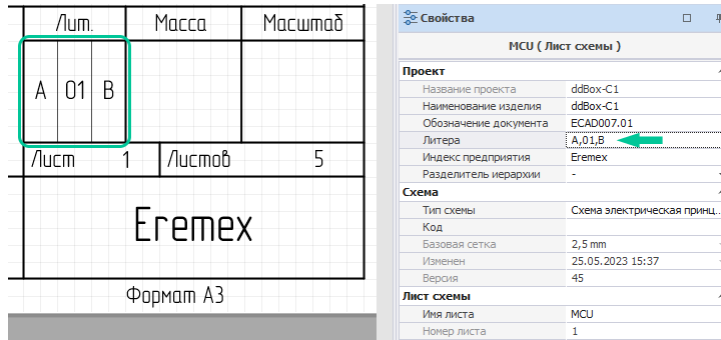 Лит. Масса Масштаб
А 01 В
Лист 1 Листов 5
Eremex
Формат А3
Свойства
MCU ( Лист схемы )
Проект
Название проекта ddBox-C1
Наименование изделия ddBox-C1
Обозначение документа ECAD007.01
Литера А,01,В
Индекс предприятия Eremex
Разделитель иерархии -
Схема
Тип схемы Схема электрическая принц...
Код
Базовая сетка 2,5 mm
Изменен 25.05.2023 15:37
Версия 45
Лист схемы
Имя листа MCU
Номер листа 1